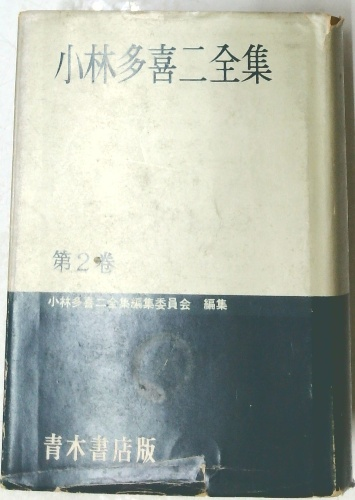 小林多喜二全集
第2巻
小林多喜二全集編集委員会 編集
青木書店版